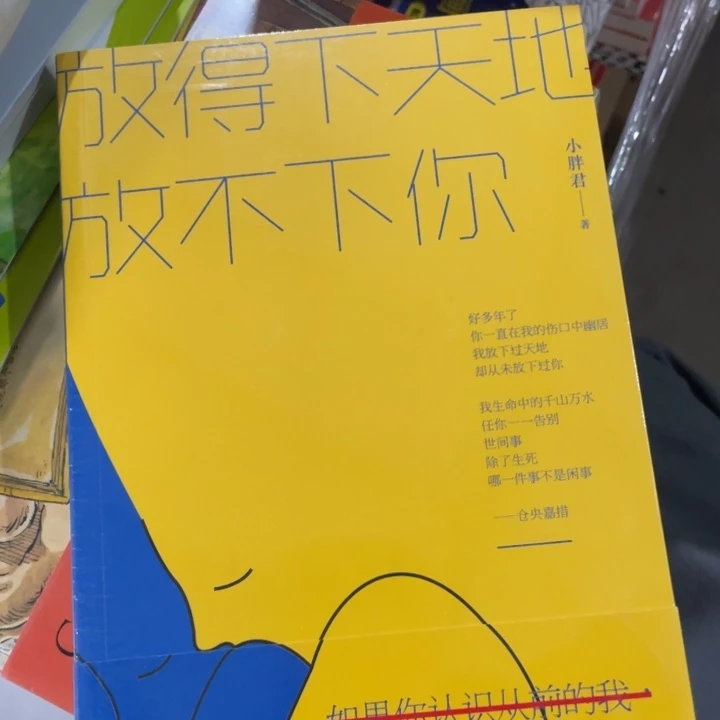 放得下天地
放不下你
小胖君——著
好多年了
你一直在我的伤口中幽居
我放下过天地
却从未放下过你
我生命中的千山万水
任你一一告别
世间事
除了生死
哪一件事不是闲事
——仓央嘉措
如果你认识从前的我